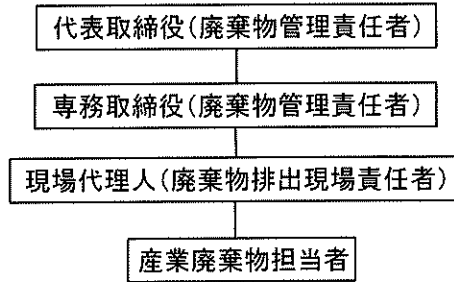 代表取締役(廃棄物管理責任者)
専務取締役(廃棄物管理責任者)
現場代理人(廃棄物排出現場責任者)
産業廃棄物担当者